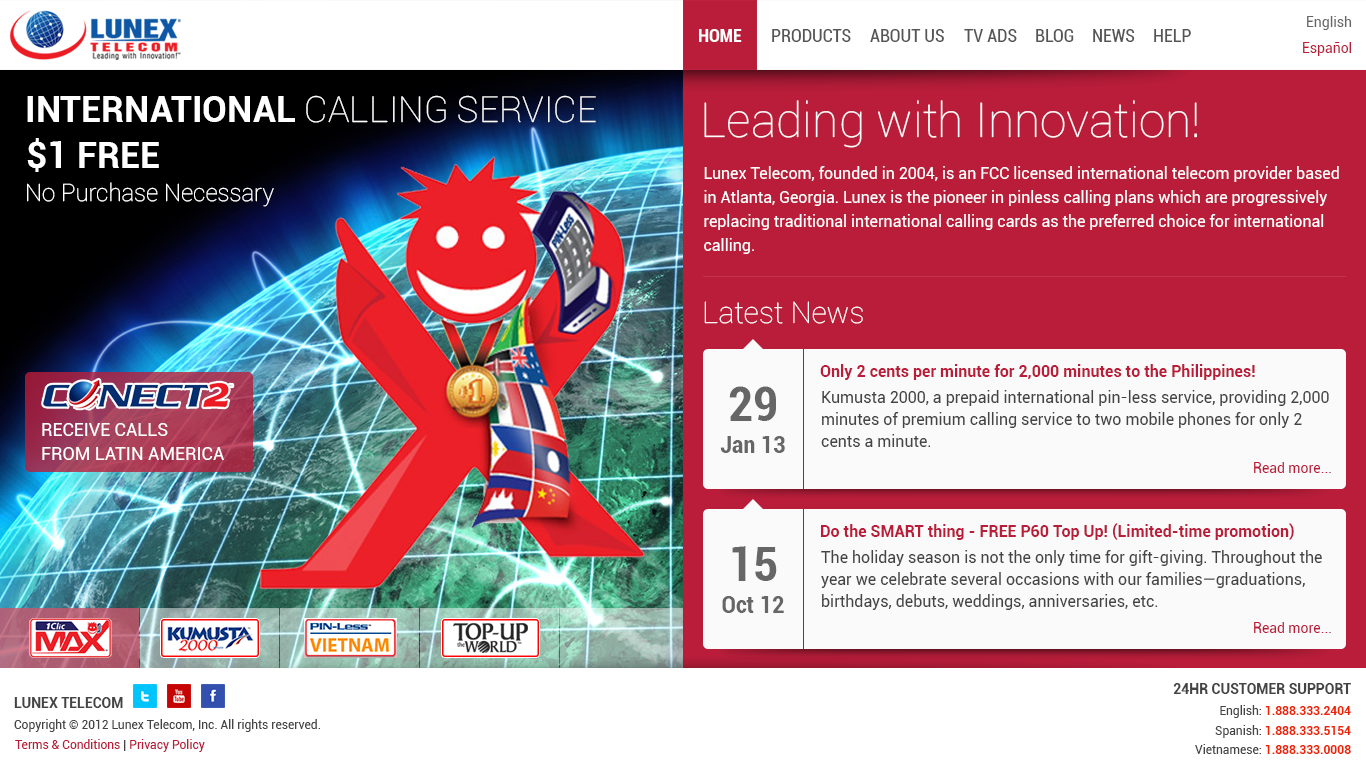 LUNEX
TELECOM
Leading with Innovation!
HOME
PRODUCTS
ABOUT US
TV ADS
BLOG
NEWS
HELP
English
Español
INTERNATIONAL CALLING SERVICE
$1 FREE
No Purchase Necessary
PIN-LESS
$1
CONECT2
RECEIVE CALLS
FROM LATIN AMERICA
1Clic
MAX
KUMUSTA
2000
PIN-LESS
VIETNAM
TOP-UP
the WORLD
Leading with Innovation!
Lunex Telecom, founded in 2004, is an FCC licensed international telecom provider based
in Atlanta, Georgia. Lunex is the pioneer in pinless calling plans which are progressively
replacing traditional international calling cards as the preferred choice for international
calling.
Latest News
29
Jan 13
Only 2 cents per minute for 2,000 minutes to the Philippines!
Kumusta 2000, a prepaid international pin-less service, providing 2,000
minutes of premium calling service to two mobile phones for only 2
cents a minute.
Read more...
15
Oct 12
Do the SMART thing - FREE P60 Top Up! (Limited-time promotion)
The holiday season is not the only time for gift-giving. Throughout the
year we celebrate several occasions with our families—graduations,
birthdays, debuts, weddings, anniversaries, etc.
Read more...
LUNEX TELECOM
You Tube
Copyright © 2012 Lunex Telecom, Inc. All rights reserved.
Terms & Conditions | Privacy Policy
24HR CUSTOMER SUPPORT
English: 1.888.333.2404
Spanish: 1.888.333.5154
Vietnamese: 1.888.333.0008